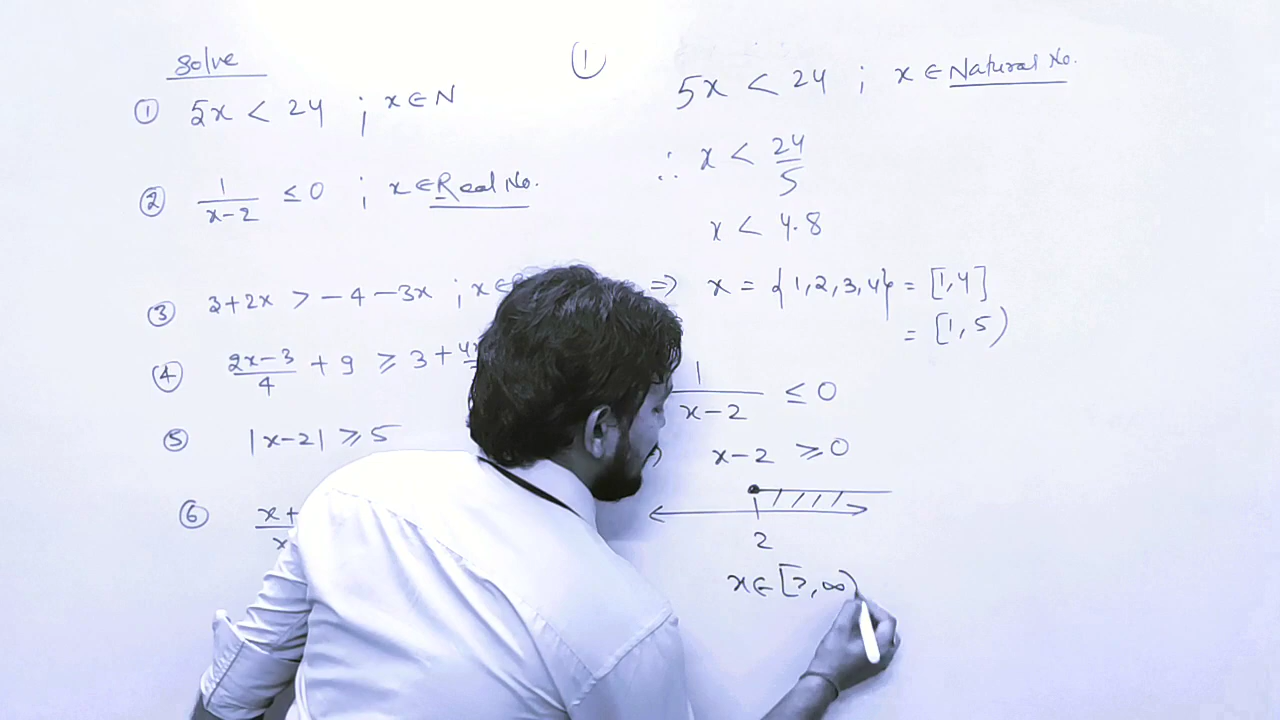 Solve
① 5x < 24 ; x ∈ N
② 1/(x-2) ≤ 0 ; x ∈ Real No.
③ 3+2x > -4-3x ; x ∈
④ (2x-3)/4 + 9 ≥ 3 +
⑤ |x-2| ≥ 5
⑥ x+
x
①
5x < 24 ; x ∈ Natural No.
∴ x < 24/5
x < 4.8
⇒ x = {1,2,3,4} = [1,4]
= [1,5)
1/(x-2) ≤ 0
x-2 ≥ 0
2
x ∈ [2,∞)